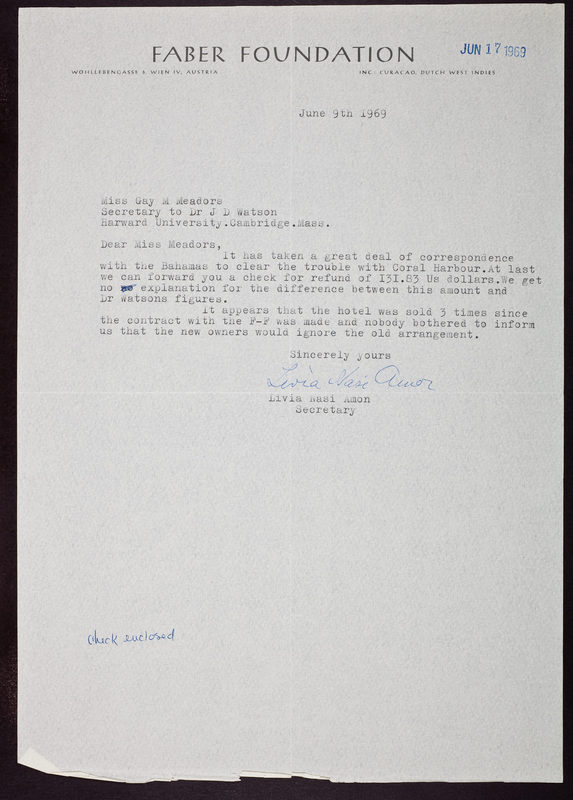 FABER FOUNDATION
JUN 17 1969
WOHLLEBENGASSE 5, WIEN IV, AUSTRIA
INC: CURAÇAO, DUTCH WEST INDIES
June 9th 1969
Miss Gay M Meadors
Secretary to Dr J D Watson
Harward University.Cambridge.Mass.
Dear Miss Meadors,
It has taken a great deal of correspondence
with the Bahamas to clear the trouble with Coral Harbour.At last
we can forward you a check for refund of I3I.83 Us dollars.We get
no explanation for the difference between this amount and
Dr Watsons figures.
It appears that the hotel was sold 3 times since
the contract with the F-F was made and nobody bothered to inform
us that the new owners would ignore the old arrangement.
Sincerely yours
Livia Nasi Amon
Livia Nasi Amon
Secretary
check enclosed